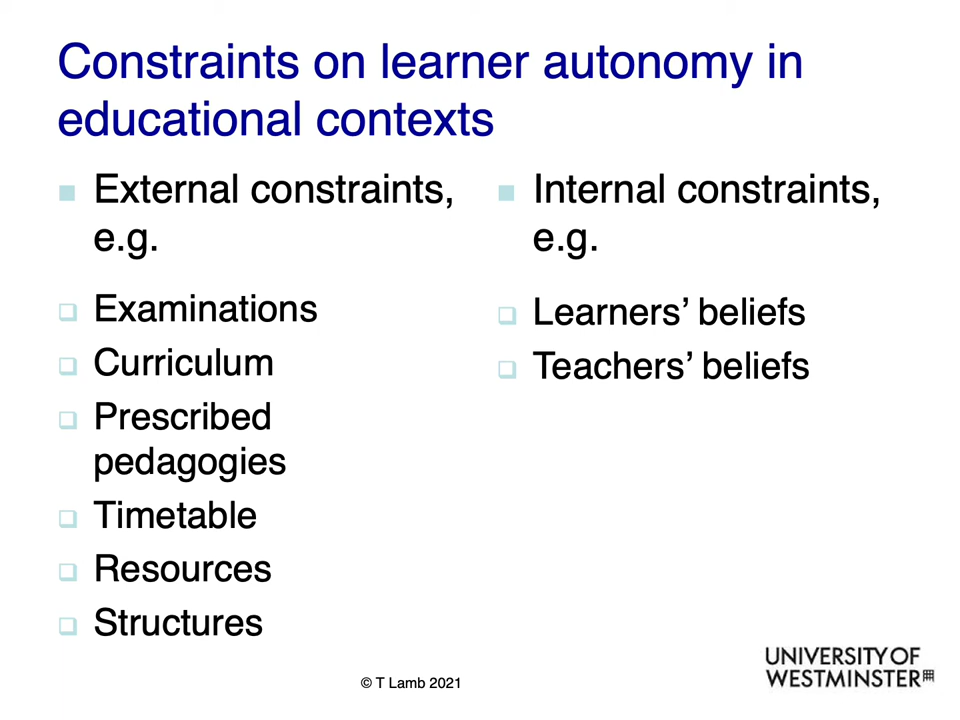 Constraints on learner autonomy in
educational contexts
External constraints,
e.g.
Examinations
Curriculum
Prescribed
pedagogies
Timetable
Resources
Structures
Internal constraints,
e.g.
Learners’ beliefs
Teachers’ beliefs
© T Lamb 2021
UNIVERSITY OF
WESTMINSTER